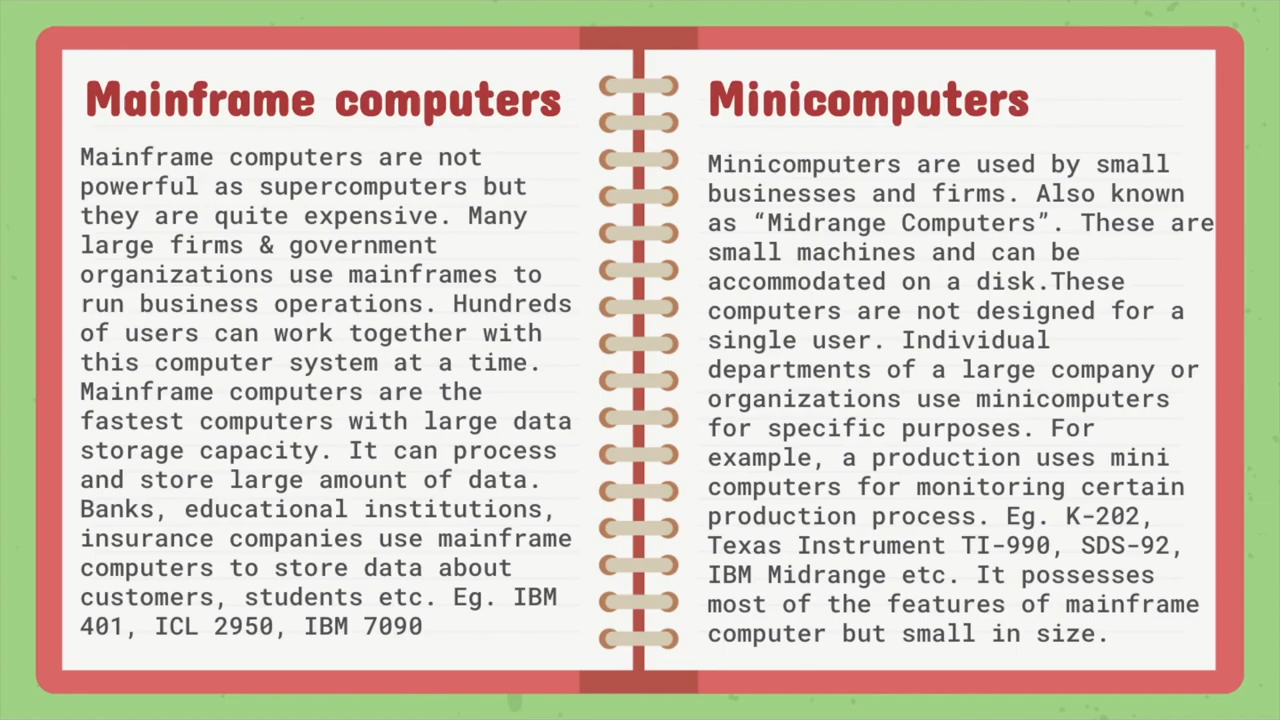 Mainframe computers
Mainframe computers are not
powerful as supercomputers but
they are quite expensive. Many
large firms & government
organizations use mainframes to
run business operations. Hundreds
of users can work together with
this computer system at a time.
Mainframe computers are the
fastest computers with large data
storage capacity. It can process
and store large amount of data.
Banks, educational institutions,
insurance companies use mainframe
computers to store data about
customers, students etc. Eg. IBM
401, ICL 2950, IBM 7090
Minicomputers
Minicomputers are used by small
businesses and firms. Also known
as “Midrange Computers”. These are
small machines and can be
accommodated on a disk.These
computers are not designed for a
single user. Individual
departments of a large company or
organizations use minicomputers
for specific purposes. For
example, a production uses mini
computers for monitoring certain
production process. Eg. K-202,
Texas Instrument TI-990, SDS-92,
IBM Midrange etc. It possesses
most of the features of mainframe
computer but small in size.